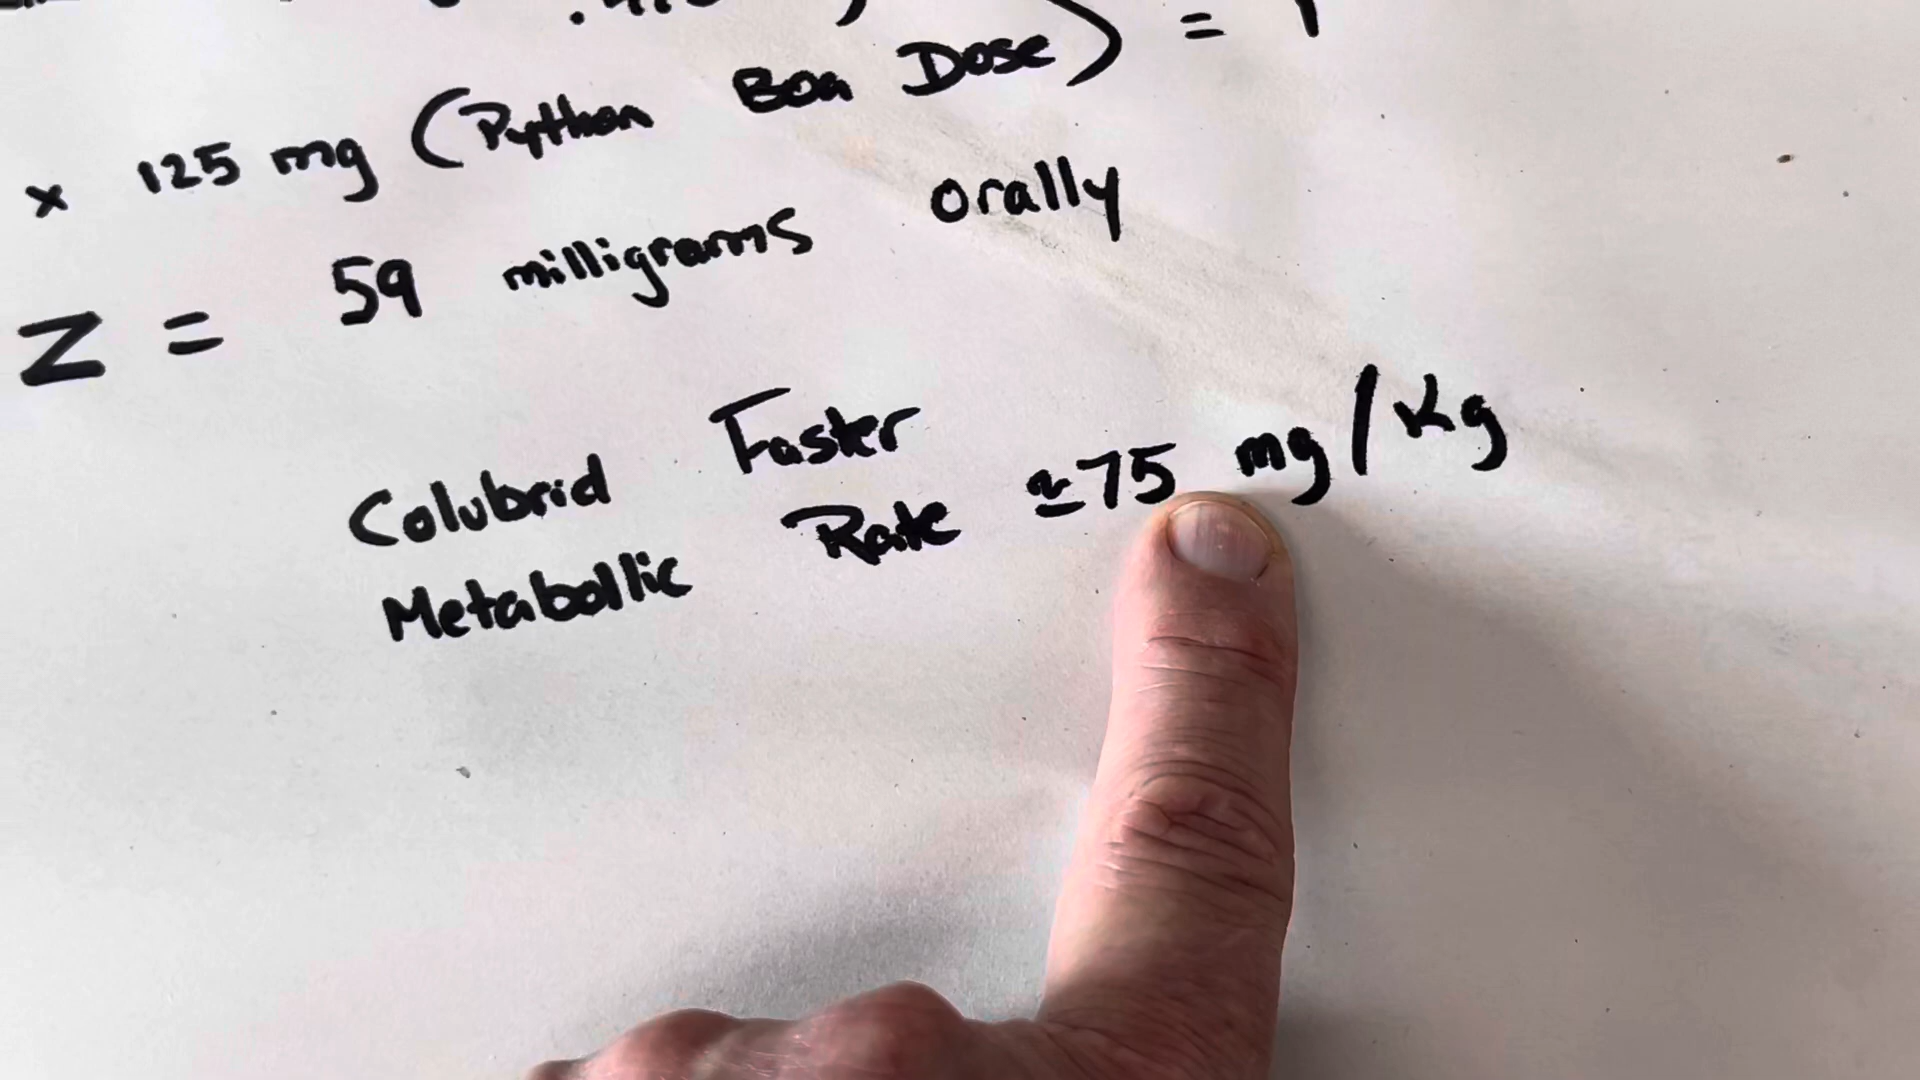 x 125 mg (Python Boa Dose) =
Z = 59 milligrams orally
Colubrid Faster
Metabollic Rate ≃75 mg/Kg